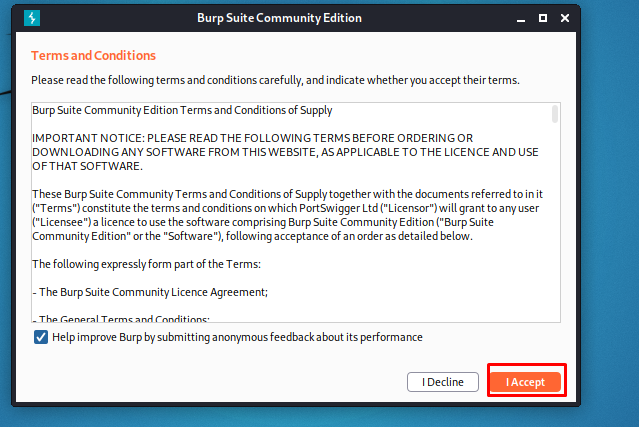 Burp Suite Community Edition
Terms and Conditions
Please read the following terms and conditions carefully, and indicate whether you accept their terms.
Burp Suite Community Edition Terms and Conditions of Supply
IMPORTANT NOTICE: PLEASE READ THE FOLLOWING TERMS BEFORE ORDERING OR
DOWNLOADING ANY SOFTWARE FROM THIS WEBSITE, AS APPLICABLE TO THE LICENCE AND USE
OF THAT SOFTWARE.
These Burp Suite Community Terms and Conditions of Supply together with the documents referred to in it
("Terms") constitute the terms and conditions on which PortSwigger Ltd ("Licensor") will grant to any user
("Licensee") a licence to use the software comprising Burp Suite Community Edition ("Burp Suite
Community Edition" or the "Software"), following acceptance of an order as detailed below.
The following expressly form part of the Terms:
- The Burp Suite Community Licence Agreement;
- The General Terms and Conditions;
Help improve Burp by submitting anonymous feedback about its performance
I Decline
I Accept